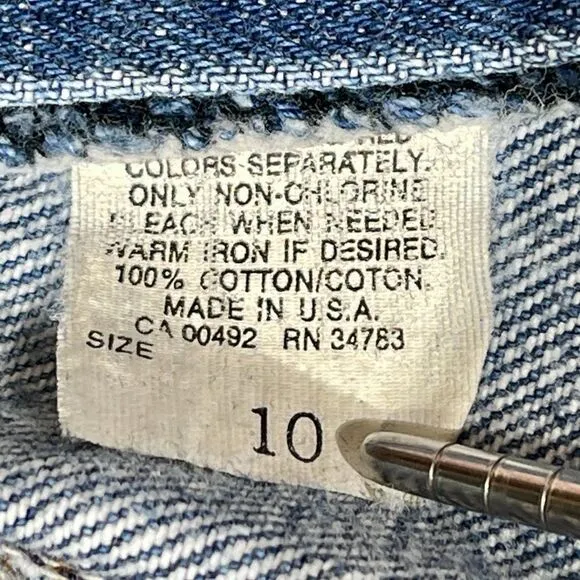 COLORS SEPARATELY.
ONLY NON-CHLORINE
BLEACH WHEN NEEDED.
WARM IRON IF DESIRED.
100% COTTON/COTON.
MADE IN U.S.A.
CA 00492 RN 34783
SIZE
10